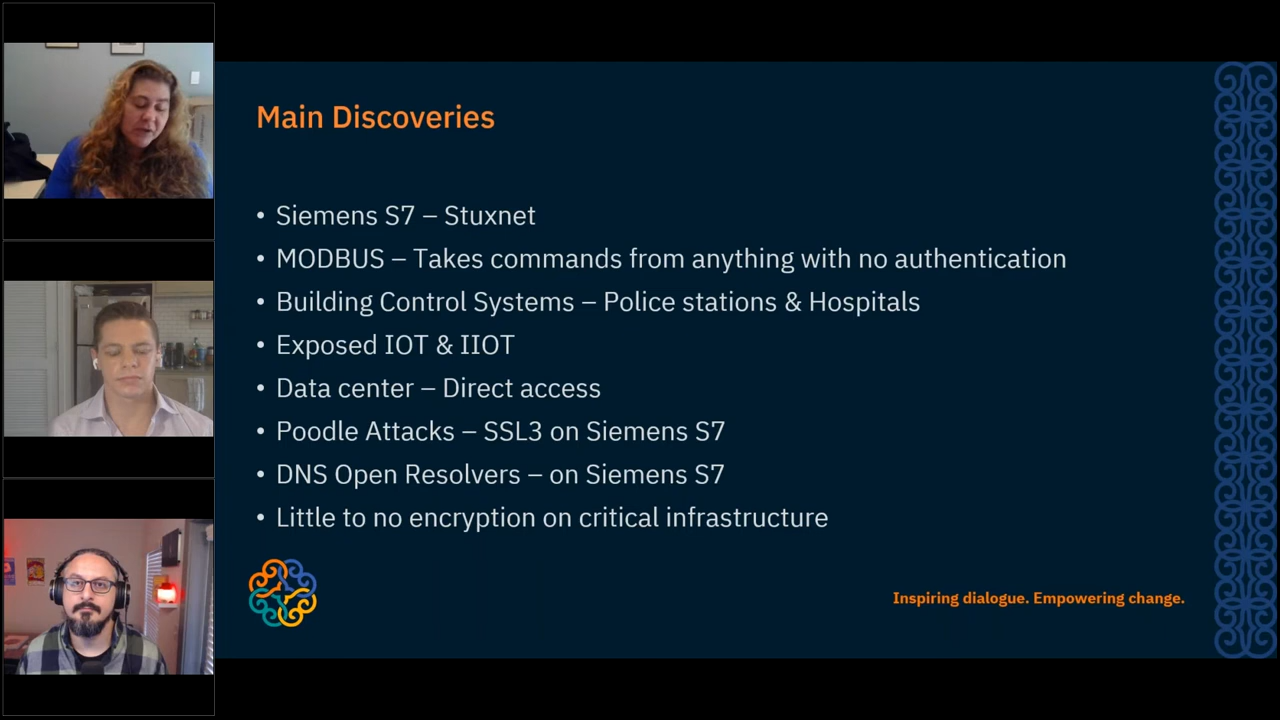 Main Discoveries
• Siemens S7 – Stuxnet
• MODBUS – Takes commands from anything with no authentication
• Building Control Systems – Police stations & Hospitals
• Exposed IOT & IIOT
• Data center – Direct access
• Poodle Attacks – SSL3 on Siemens S7
• DNS Open Resolvers – on Siemens S7
• Little to no encryption on critical infrastructure
Inspiring dialogue. Empowering change.